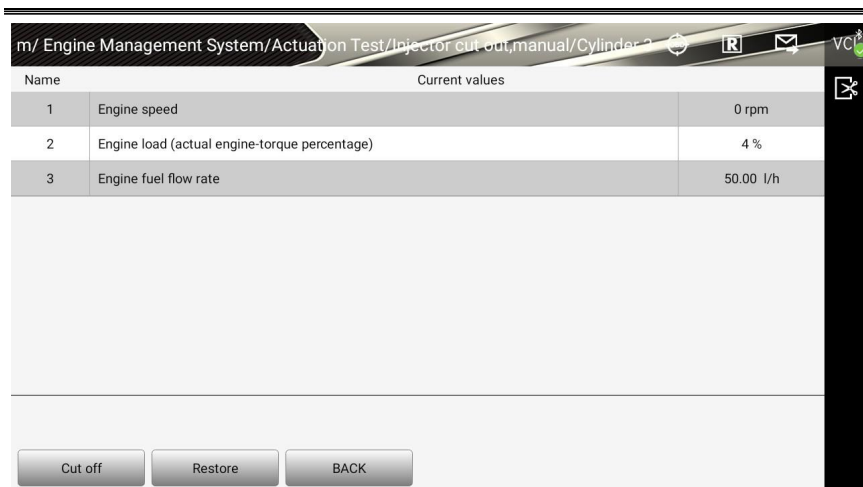 m/ Engine Management System/Actuation Test/Injector cut out,manual/Cylinder 2
R VCI
Name Current values
1 Engine speed 0 rpm
2 Engine load (actual engine-torque percentage) 4 %
3 Engine fuel flow rate 50.00 l/h
Cut off Restore BACK